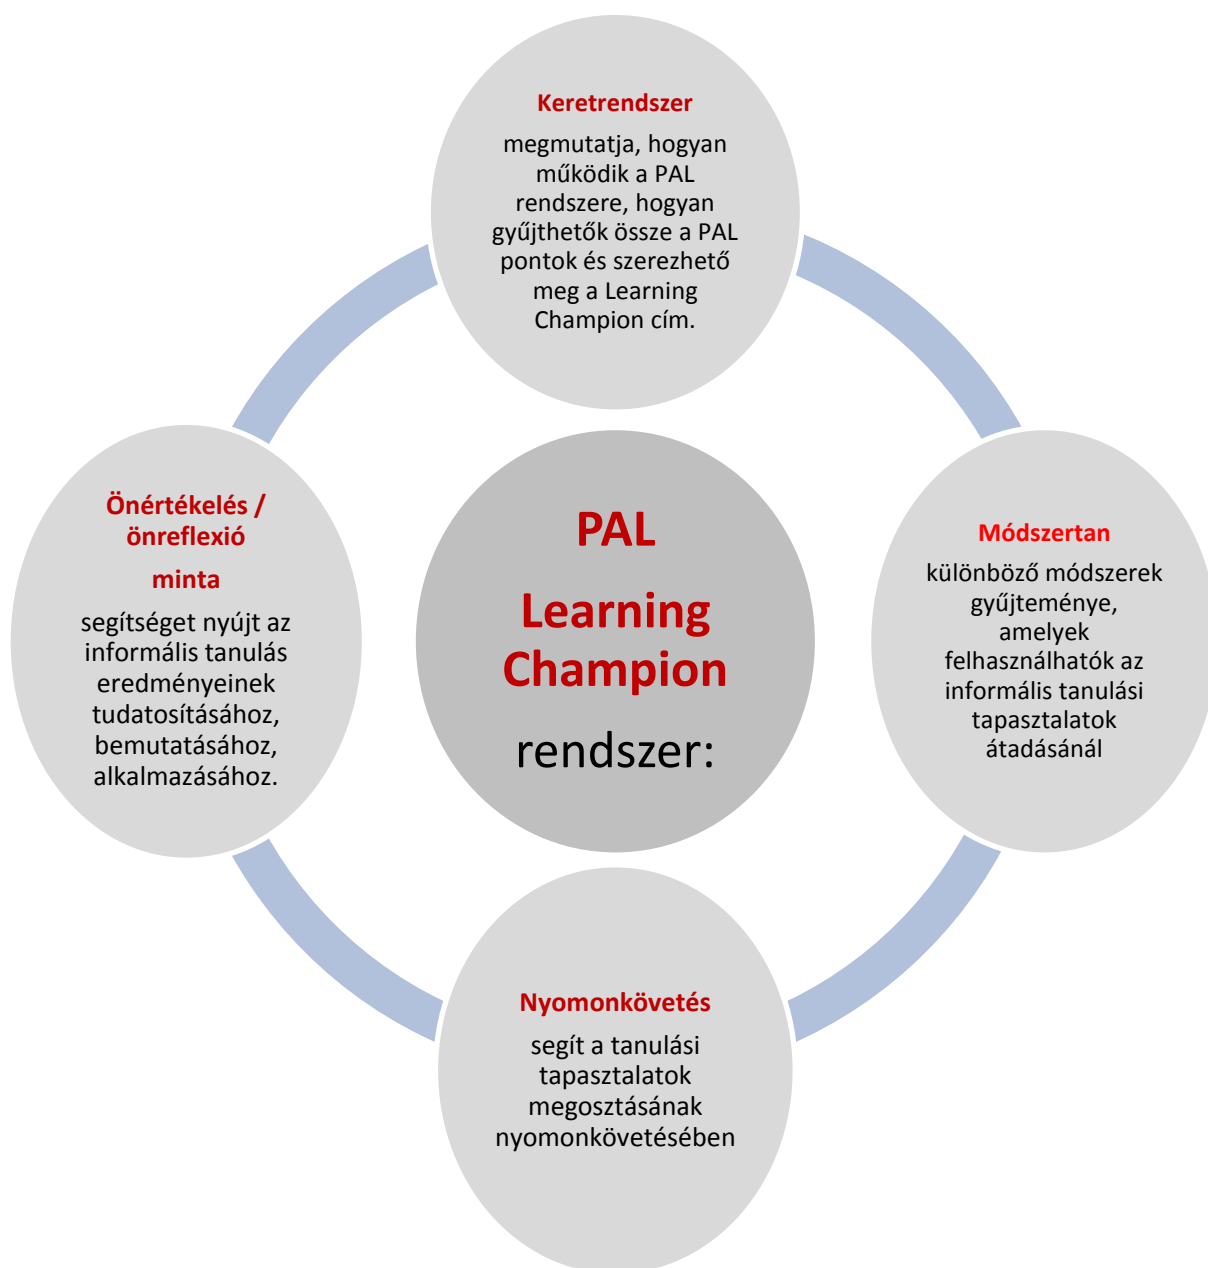 Keretrendszer
megmutatja, hogyan
működik a PAL
rendszere, hogyan
gyűjthetők össze a PAL
pontok és szerezhető
meg a Learning
Champion cím.
Önértékelés /
önreflexió
minta
segítséget nyújt az
informális tanulás
eredményeinek
tudatosításához,
bemutatásához,
alkalmazásához.
PAL
Learning
Champion
rendszer:
Módszertan
különböző módszerek
gyűjteménye,
amelyek
felhasználhatók az
informális tanulási
tapasztalatok
átadásánál
Nyomonkövetés
segít a tanulási
tapasztalatok
megosztásának
nyomonkövetésében